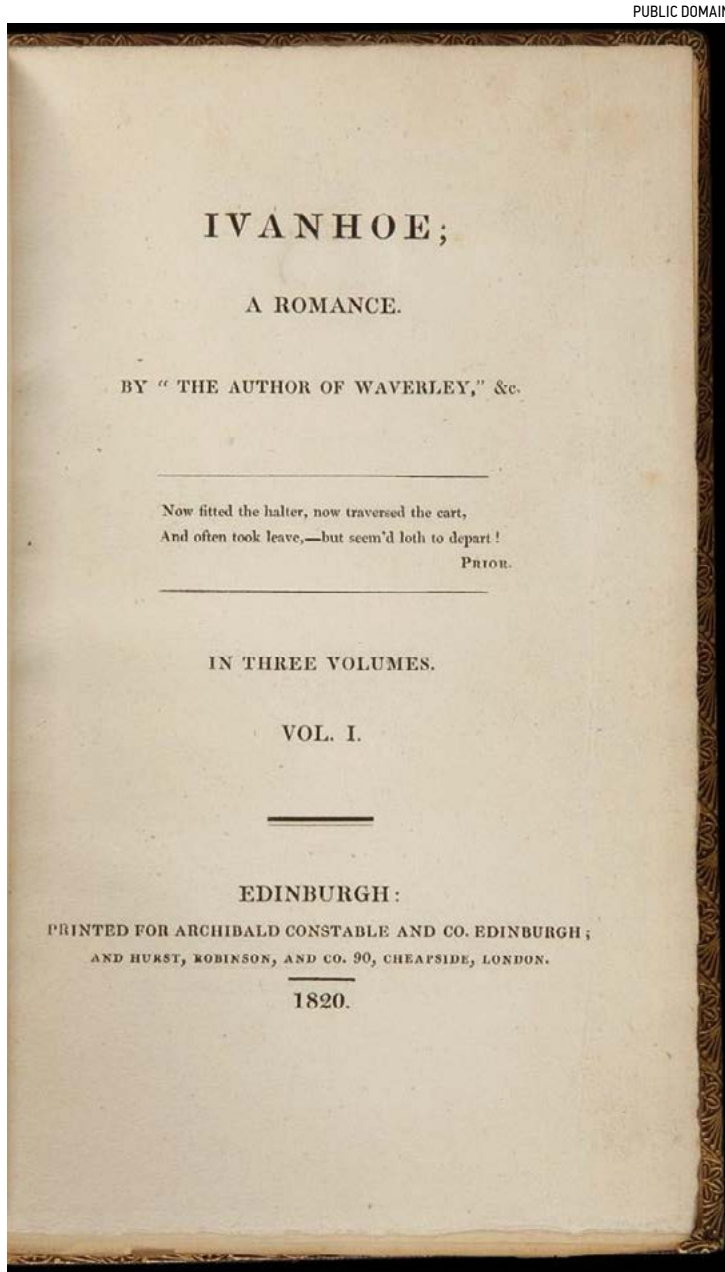 PUBLIC DOMAIN
IVANHOE;
A ROMANCE.
BY “ THE AUTHOR OF WAVERLEY,” &c.
Now fitted the halter, now traversed the cart,
And often took leave,—but seem'd loth to depart !
PRIOR.
IN THREE VOLUMES.
VOL. I.
EDINBURGH:
PRINTED FOR ARCHIBALD CONSTABLE AND CO. EDINBURGH ;
AND HURST, ROBINSON, AND CO. 90, CHEAPSIDE, LONDON.
1820.